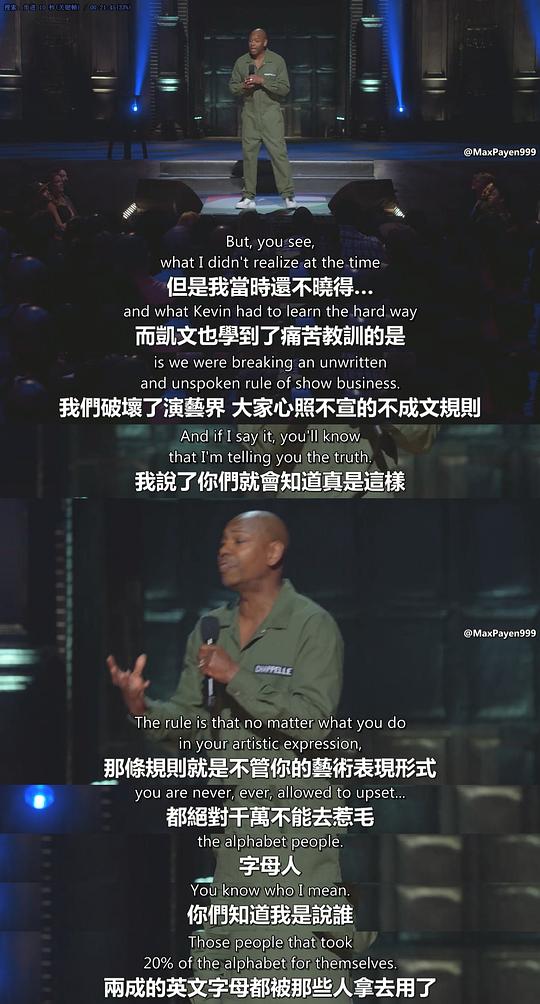 @MaxPayen999
But, you see,
what I didn't realize at the time
但是我當時還不曉得...
and what Kevin had to learn the hard way
而凱文也學到了痛苦教訓的是
is we were breaking an unwritten
and unspoken rule of show business.
我們破壞了演藝界 大家心照不宣的不成文規則
And if I say it, you'll know
that I'm telling you the truth.
我說了你們就會知道真是這樣
@MaxPayen999
CHAPPELLE
The rule is that no matter what you do
in your artistic expression,
那條規則就是不管你的藝術表現形式
you are never, ever, allowed to upset...
都絕對千萬不能去惹毛
the alphabet people.
字母人
You know who I mean.
你們知道我是說誰
Those people that took
20% of the alphabet for themselves.
兩成的英文字母都被那些人拿去用了